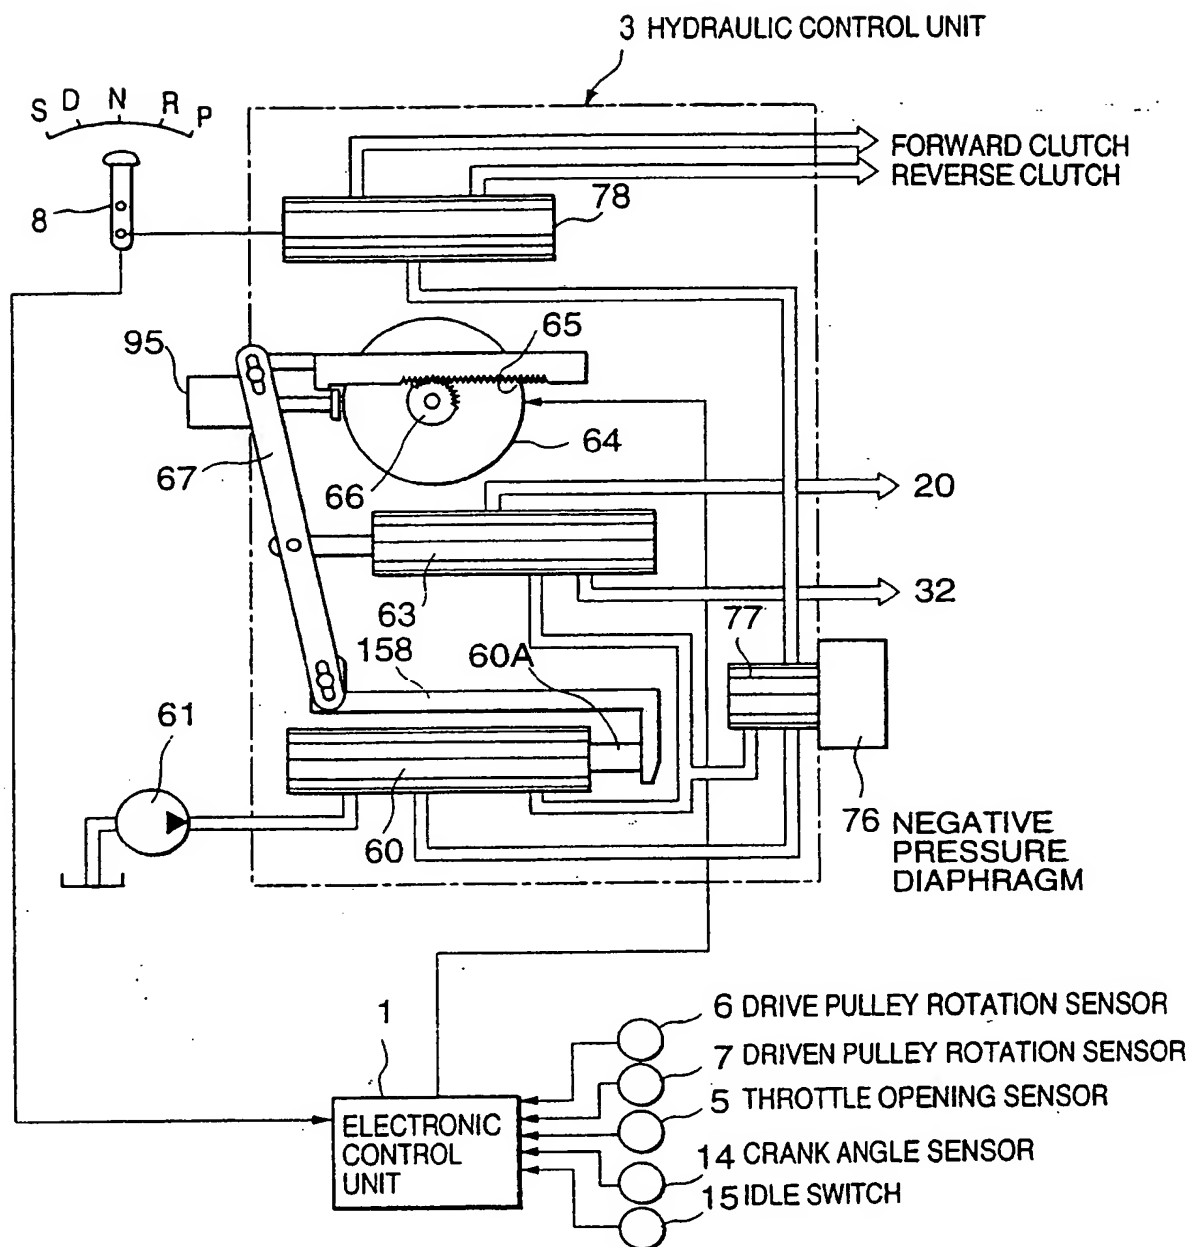 3 HYDRAULIC CONTROL UNIT
S D N R P
FORWARD CLUTCH
REVERSE CLUTCH
8
78
95
65
64
67
66
20
63
32
77
158
60A
61
60
76 NEGATIVE
PRESSURE
DIAPHRAGM
1
6 DRIVE PULLEY ROTATION SENSOR
7 DRIVEN PULLEY ROTATION SENSOR
5 THROTTLE OPENING SENSOR
ELECTRONIC
CONTROL
UNIT
14 CRANK ANGLE SENSOR
15 IDLE SWITCH